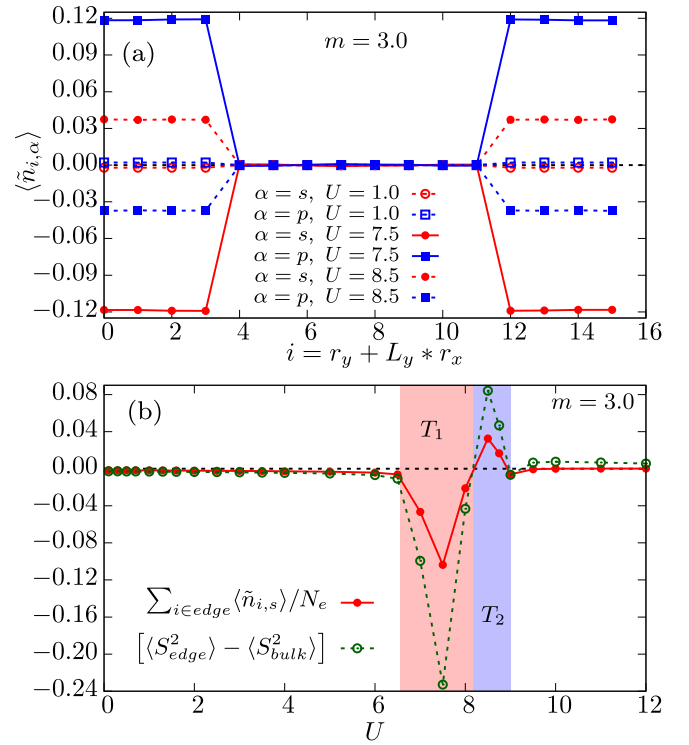 0.12
0.09
0.06
0.03
0.00
−0.03
−0.06
−0.09
−0.12
⟨ñ_{i,α}⟩
(a)
m = 3.0
α = s, U = 1.0
α = p, U = 1.0
α = s, U = 7.5
α = p, U = 7.5
α = s, U = 8.5
α = p, U = 8.5
0 2 4 6 8 10 12 14 16
i = r_y + L_y * r_x
0.08
0.04
0.00
−0.04
−0.08
−0.12
−0.16
−0.20
−0.24
(b)
T_1
m = 3.0
∑_{i∈edge}⟨ñ_{i,s}⟩/N_e
[⟨S²_{edge}⟩ − ⟨S²_{bulk}⟩]
T_2
0 2 4 6 8 10 12
U